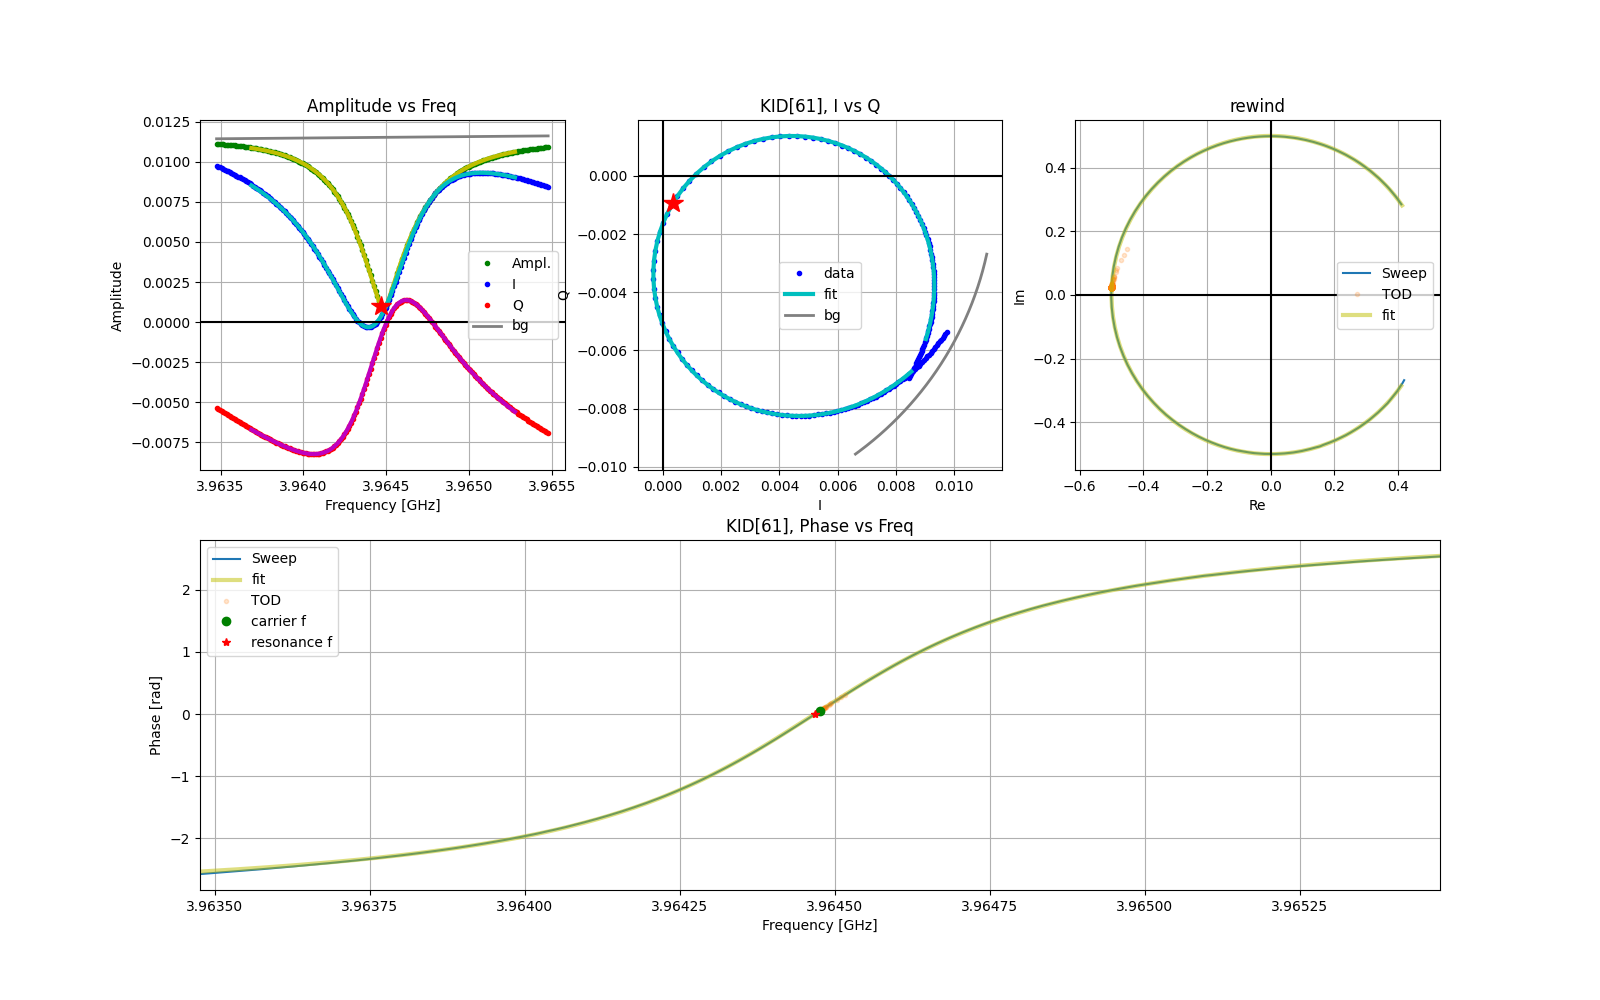 Amplitude vs Freq
0.0125
0.0100
0.0075
0.0050
0.0025
0.0000
−0.0025
−0.0050
−0.0075
Amplitude
Ampl.
I
Q
bg
3.9635
3.9640
3.9645
3.9650
3.9655
Frequency [GHz]
KID[61], I vs Q
0.000
−0.002
−0.004
−0.006
−0.008
−0.010
Q
data
fit
bg
0.000
0.002
0.004
0.006
0.008
0.010
I
rewind
0.4
0.2
0.0
−0.2
−0.4
Im
Sweep
TOD
fit
−0.6
−0.4
−0.2
0.0
0.2
0.4
Re
KID[61], Phase vs Freq
2
1
0
−1
−2
Phase [rad]
Sweep
fit
TOD
carrier f
resonance f
3.96350
3.96375
3.96400
3.96425
3.96450
3.96475
3.96500
3.96525
Frequency [GHz]